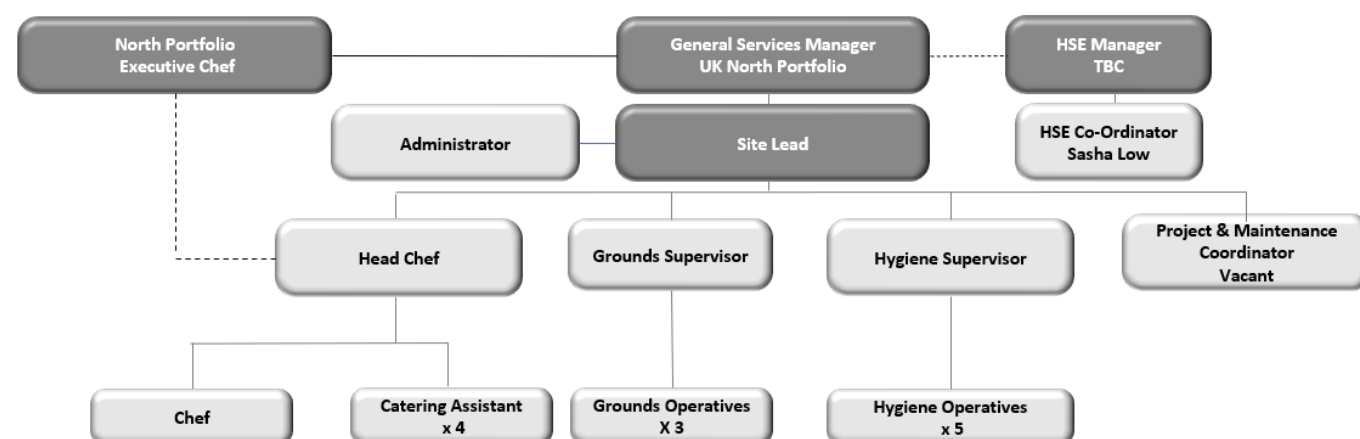 North Portfolio
Executive Chef
General Services Manager
UK North Portfolio
HSE Manager
TBC
Administrator
Site Lead
HSE Co-Ordinator
Sasha Low
Head Chef
Grounds Supervisor
Hygiene Supervisor
Project & Maintenance
Coordinator
Vacant
Chef
Catering Assistant
x 4
Grounds Operatives
X 3
Hygiene Operatives
x 5